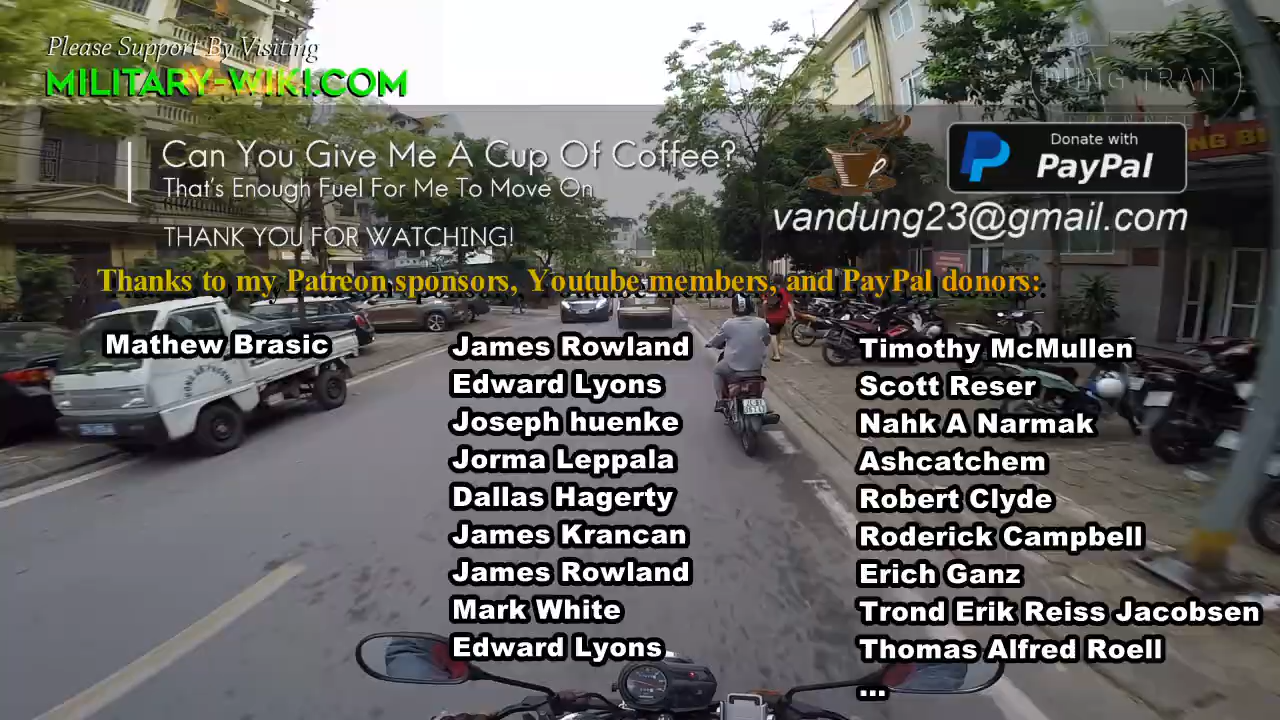 Please Support By Visiting
MILITARY-WIKI.COM
DUNG TRAN
Can You Give Me A Cup Of Coffee?
That's Enough Fuel For Me To Move On
THANK YOU FOR WATCHING!
Donate with
PayPal
vandung23@gmail.com
Thanks to my Patreon sponsors, Youtube members, and PayPal donors:
Mathew Brasic
James Rowland
Edward Lyons
Joseph huenke
Jorma Leppala
Dallas Hagerty
James Krancan
James Rowland
Mark White
Edward Lyons
Timothy McMullen
Scott Reser
Nahk A Narmak
Ashcatchem
Robert Clyde
Roderick Campbell
Erich Ganz
Trond Erik Reiss Jacobsen
Thomas Alfred Roell
...